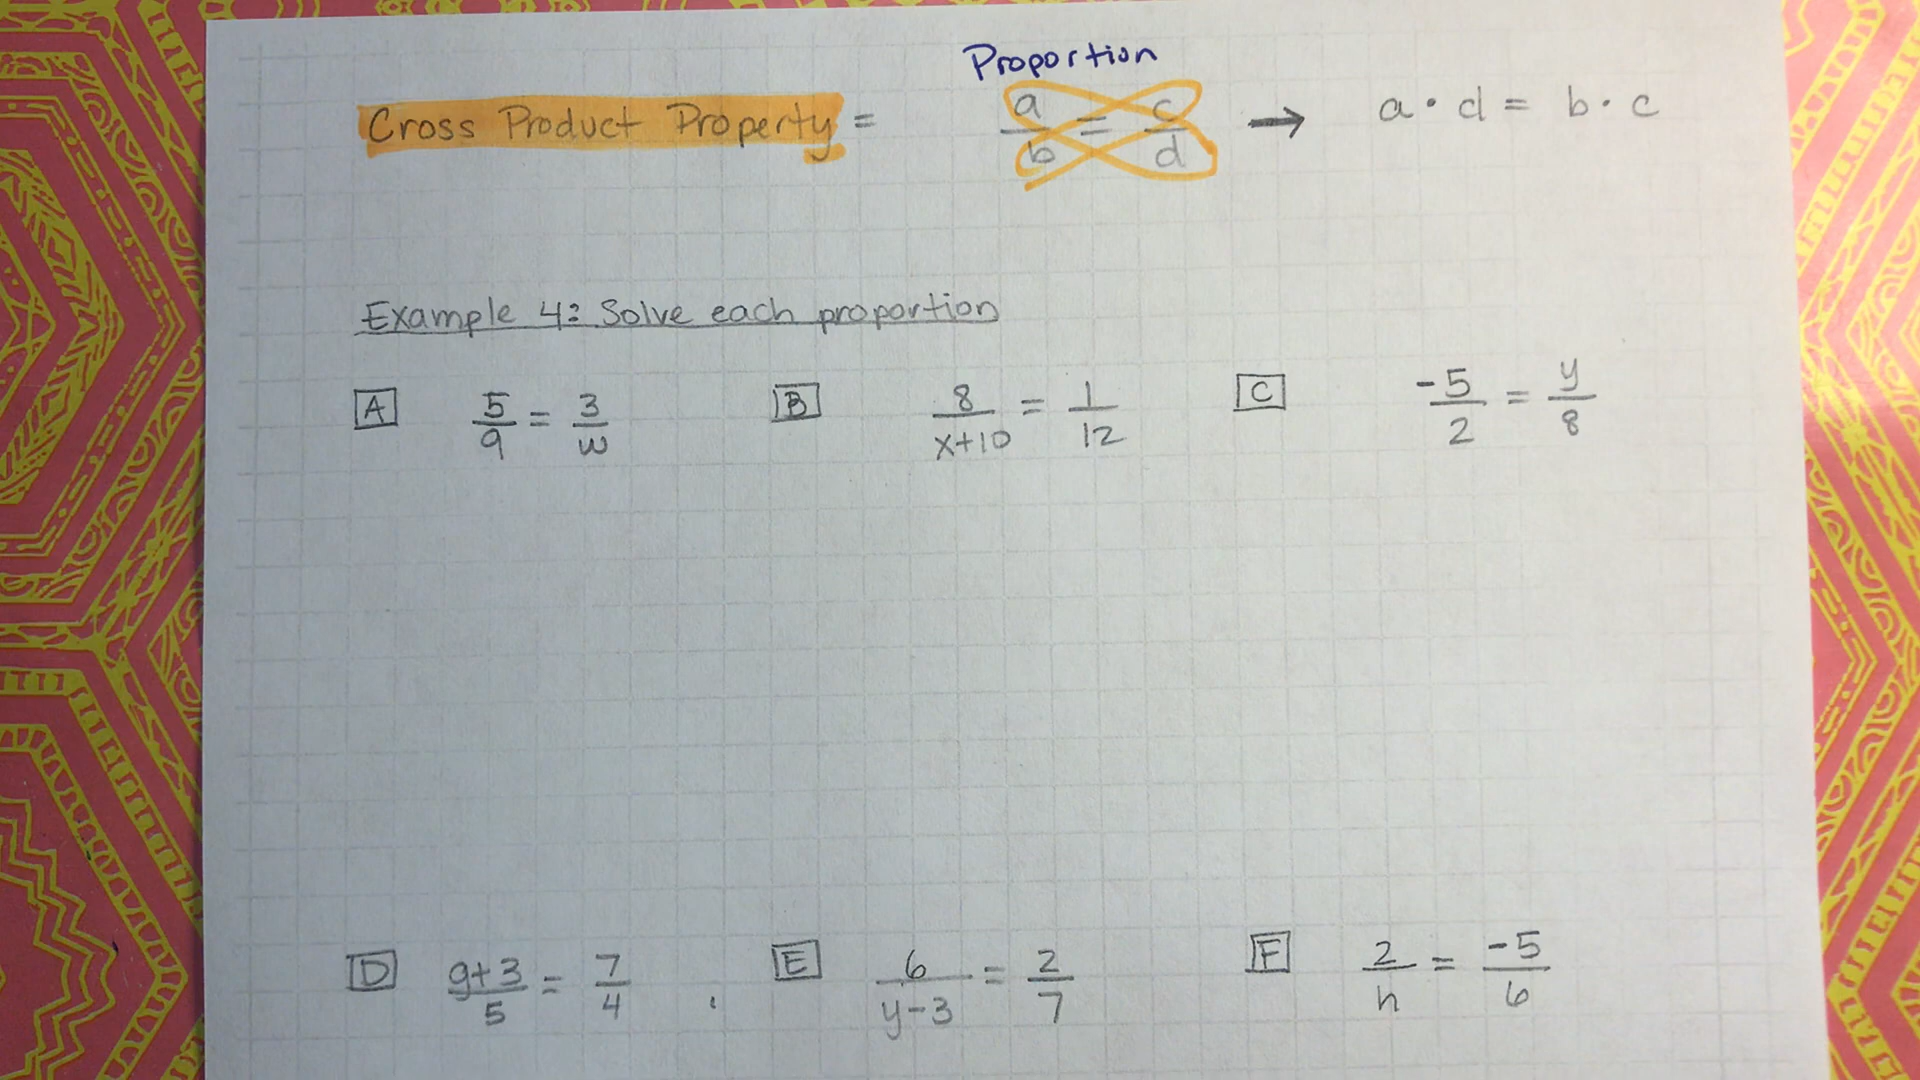 Proportion
Cross Product Property = a/b = c/d → a · d = b · c
Example 4: Solve each proportion
A 5/9 = 3/w
B 8/x+10 = 1/12
C -5/2 = y/8
D g+3/5 = 7/4
E 6/y-3 = 2/7
F 2/h = -5/6